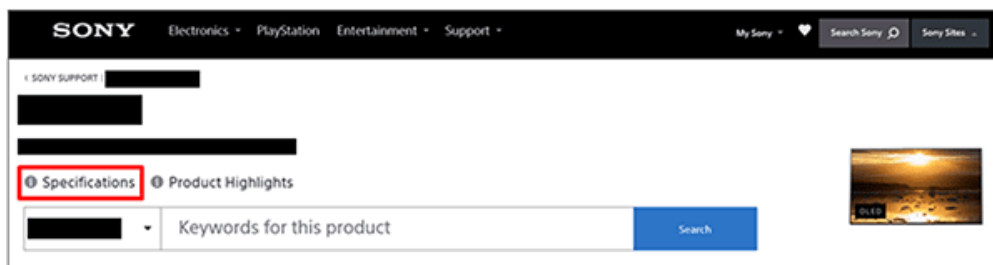 SONY Electronics PlayStation Entertainment Support My Sony Search Sony Sony Sites
< SONY SUPPORT |
Specifications Product Highlights
OLED
Keywords for this product Search